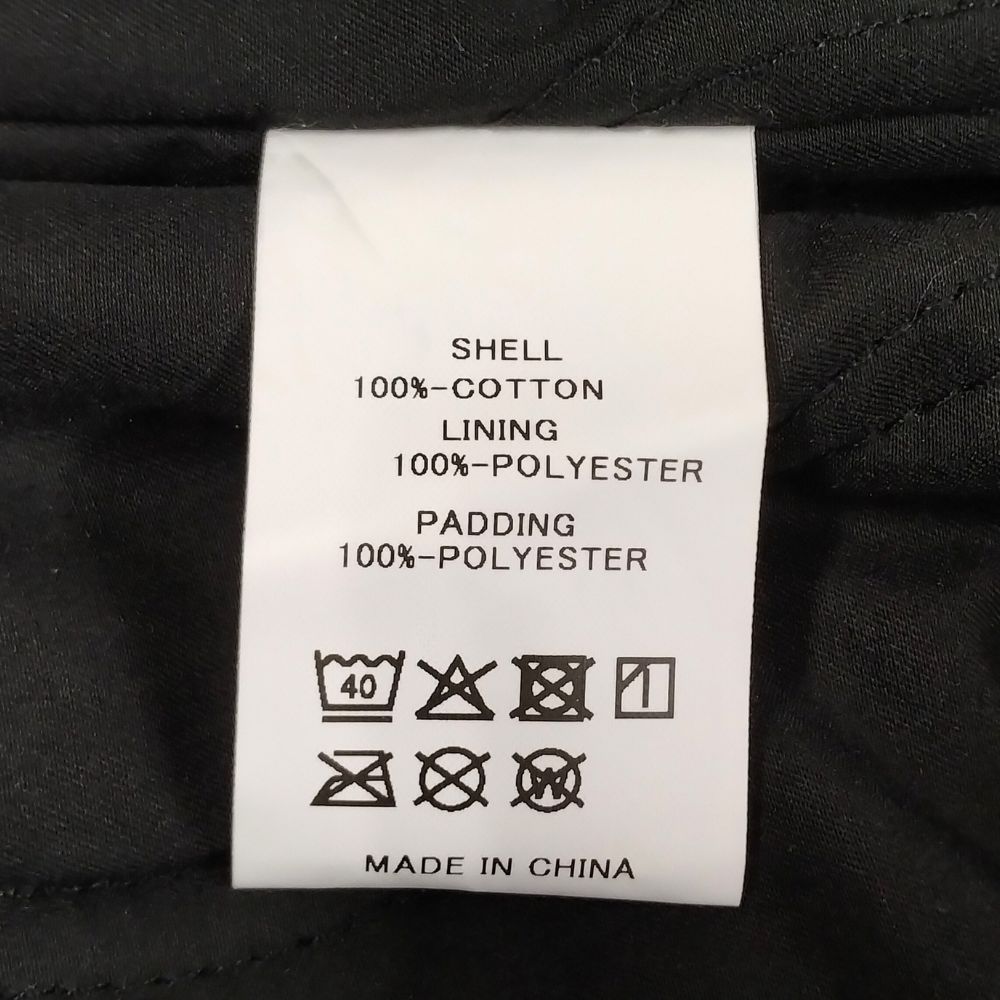 SHELL
100%-COTTON
LINING
100%-POLYESTER
PADDING
100%-POLYESTER
40
W
MADE IN CHINA